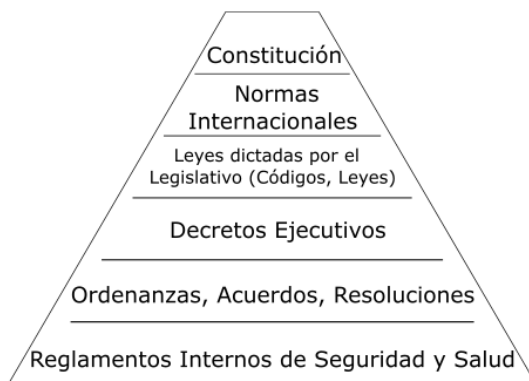 Constitución
Normas
Internacionales
Leyes dictadas por el
Legislativo (Códigos, Leyes)
Decretos Ejecutivos
Ordenanzas, Acuerdos, Resoluciones
Reglamentos Internos de Seguridad y Salud